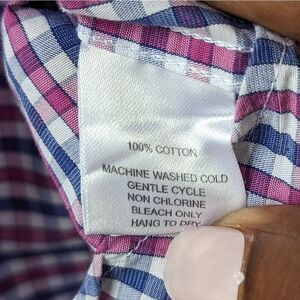 100% COTTON
MACHINE WASHED COLD
GENTLE CYCLE
NON CHLORINE
BLEACH ONLY
HANG TO DRY